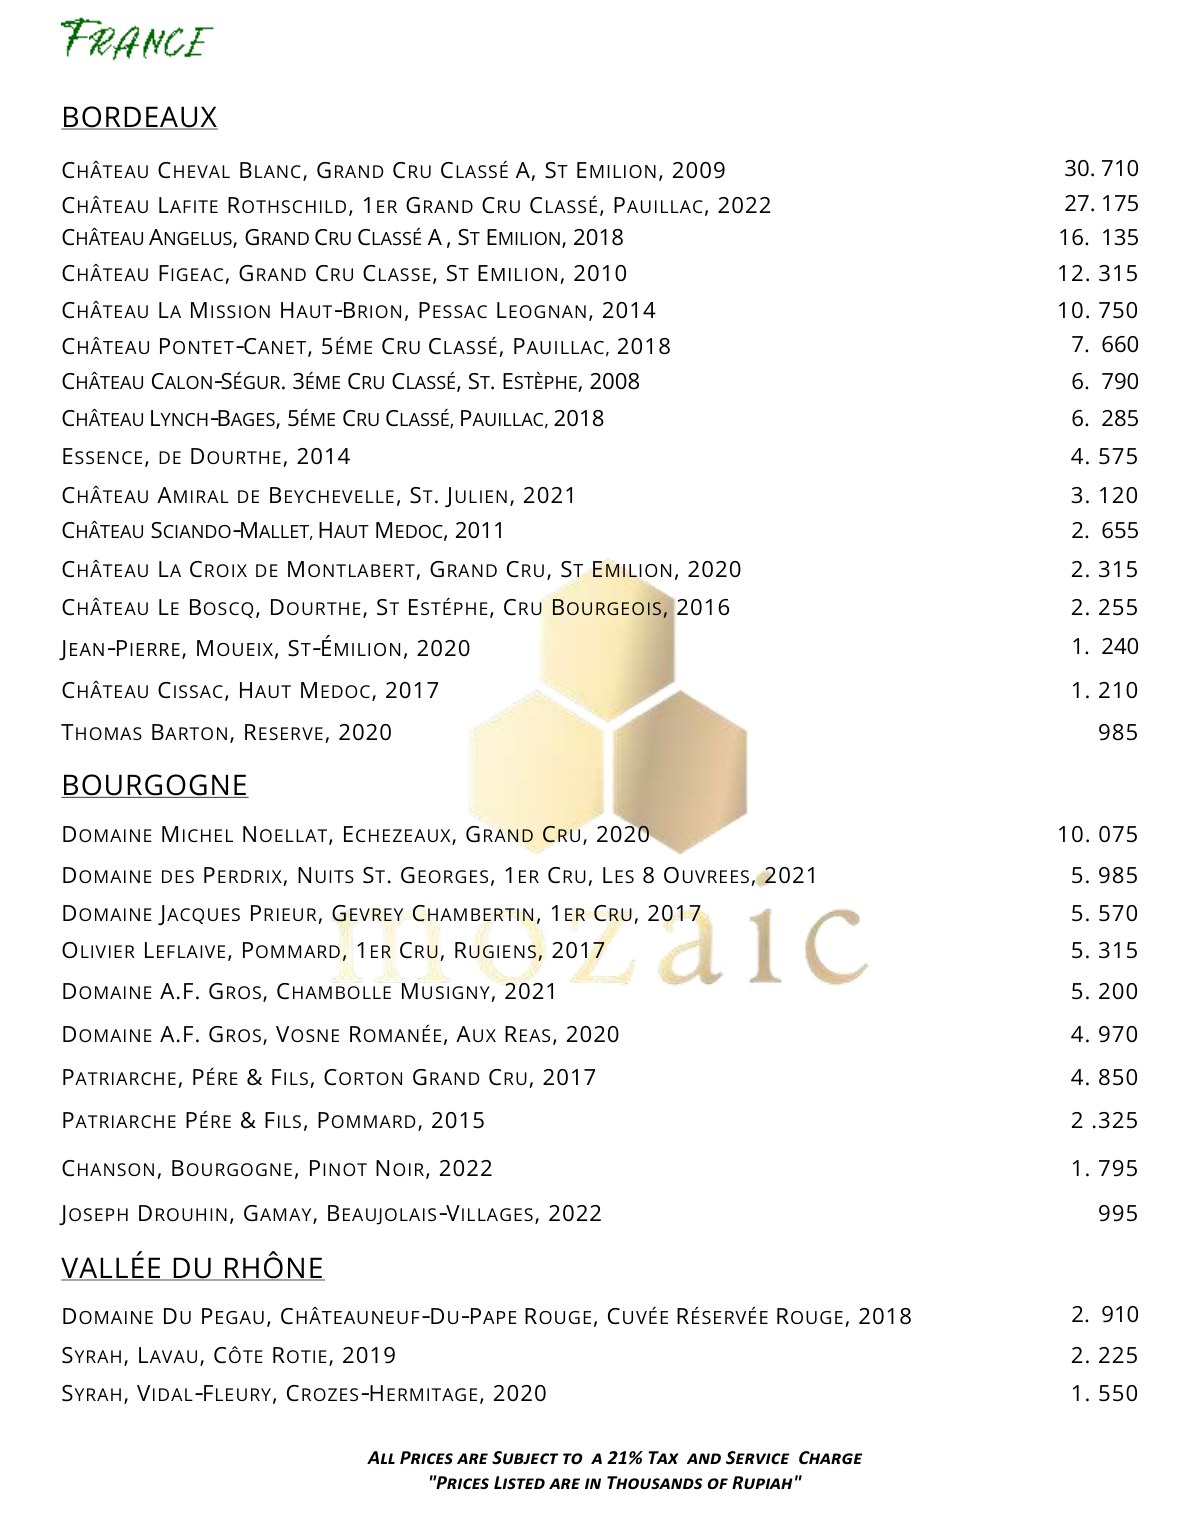 FRANCE
BORDEAUX
CHÂTEAU CHEVAL BLANC, GRAND CRU CLASSÉ A, ST EMILION, 2009 30. 710
CHÂTEAU LAFITE ROTHSCHILD, 1ER GRAND CRU CLASSÉ, PAUILLAC, 2022 27. 175
CHÂTEAU ANGELUS, GRAND CRU CLASSÉ A , ST EMILION, 2018 16. 135
CHÂTEAU FIGEAC, GRAND CRU CLASSE, ST EMILION, 2010 12. 315
CHÂTEAU LA MISSION HAUT-BRION, PESSAC LEOGNAN, 2014 10. 750
CHÂTEAU PONTET-CANET, 5ÉME CRU CLASSÉ, PAUILLAC, 2018 7. 660
CHÂTEAU CALON-SÉGUR. 3ÉME CRU CLASSÉ, ST. ESTÈPHE, 2008 6. 790
CHÂTEAU LYNCH-BAGES, 5ÉME CRU CLASSÉ, PAUILLAC, 2018 6. 285
ESSENCE, DE DOURTHE, 2014 4. 575
CHÂTEAU AMIRAL DE BEYCHEVELLE, ST. JULIEN, 2021 3. 120
CHÂTEAU SCIANDO-MALLET, HAUT MEDOC, 2011 2. 655
CHÂTEAU LA CROIX DE MONTLABERT, GRAND CRU, ST EMILION, 2020 2. 315
CHÂTEAU LE BOSCQ, DOURTHE, ST ESTÉPHE, CRU BOURGEOIS, 2016 2. 255
JEAN-PIERRE, MOUEIX, ST-ÉMILION, 2020 1. 240
CHÂTEAU CISSAC, HAUT MEDOC, 2017 1. 210
THOMAS BARTON, RESERVE, 2020 985
BOURGOGNE
DOMAINE MICHEL NOELLAT, ECHEZEAUX, GRAND CRU, 2020 10. 075
DOMAINE DES PERDRIX, NUITS ST. GEORGES, 1ER CRU, LES 8 OUVREES, 2021 5. 985
DOMAINE JACQUES PRIEUR, GEVREY CHAMBERTIN, 1ER CRU, 2017 5. 570
mozaic
OLIVIER LEFLAIVE, POMMARD, 1ER CRU, RUGIENS, 2017 5. 315
DOMAINE A.F. GROS, CHAMBOLLE MUSIGNY, 2021 5. 200
DOMAINE A.F. GROS, VOSNE ROMANÉE, AUX REAS, 2020 4. 970
PATRIARCHE, PÉRE & FILS, CORTON GRAND CRU, 2017 4. 850
PATRIARCHE PÉRE & FILS, POMMARD, 2015 2 .325
CHANSON, BOURGOGNE, PINOT NOIR, 2022 1. 795
JOSEPH DROUHIN, GAMAY, BEAUJOLAIS-VILLAGES, 2022 995
VALLÉE DU RHÔNE
DOMAINE DU PEGAU, CHÂTEAUNEUF-DU-PAPE ROUGE, CUVÉE RÉSERVÉE ROUGE, 2018 2. 910
SYRAH, LAVAU, CÔTE ROTIE, 2019 2. 225
SYRAH, VIDAL-FLEURY, CROZES-HERMITAGE, 2020 1. 550
ALL PRICES ARE SUBJECT TO A 21% TAX AND SERVICE CHARGE
"PRICES LISTED ARE IN THOUSANDS OF RUPIAH"